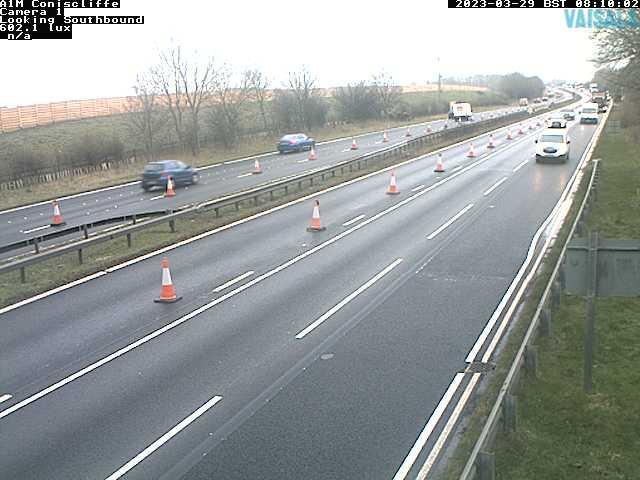 A1M Coniscliffe
Camera 1
Looking Southbound
602.1 lux
n/a
2023-03-29 BST 08:10:02
VAISALA